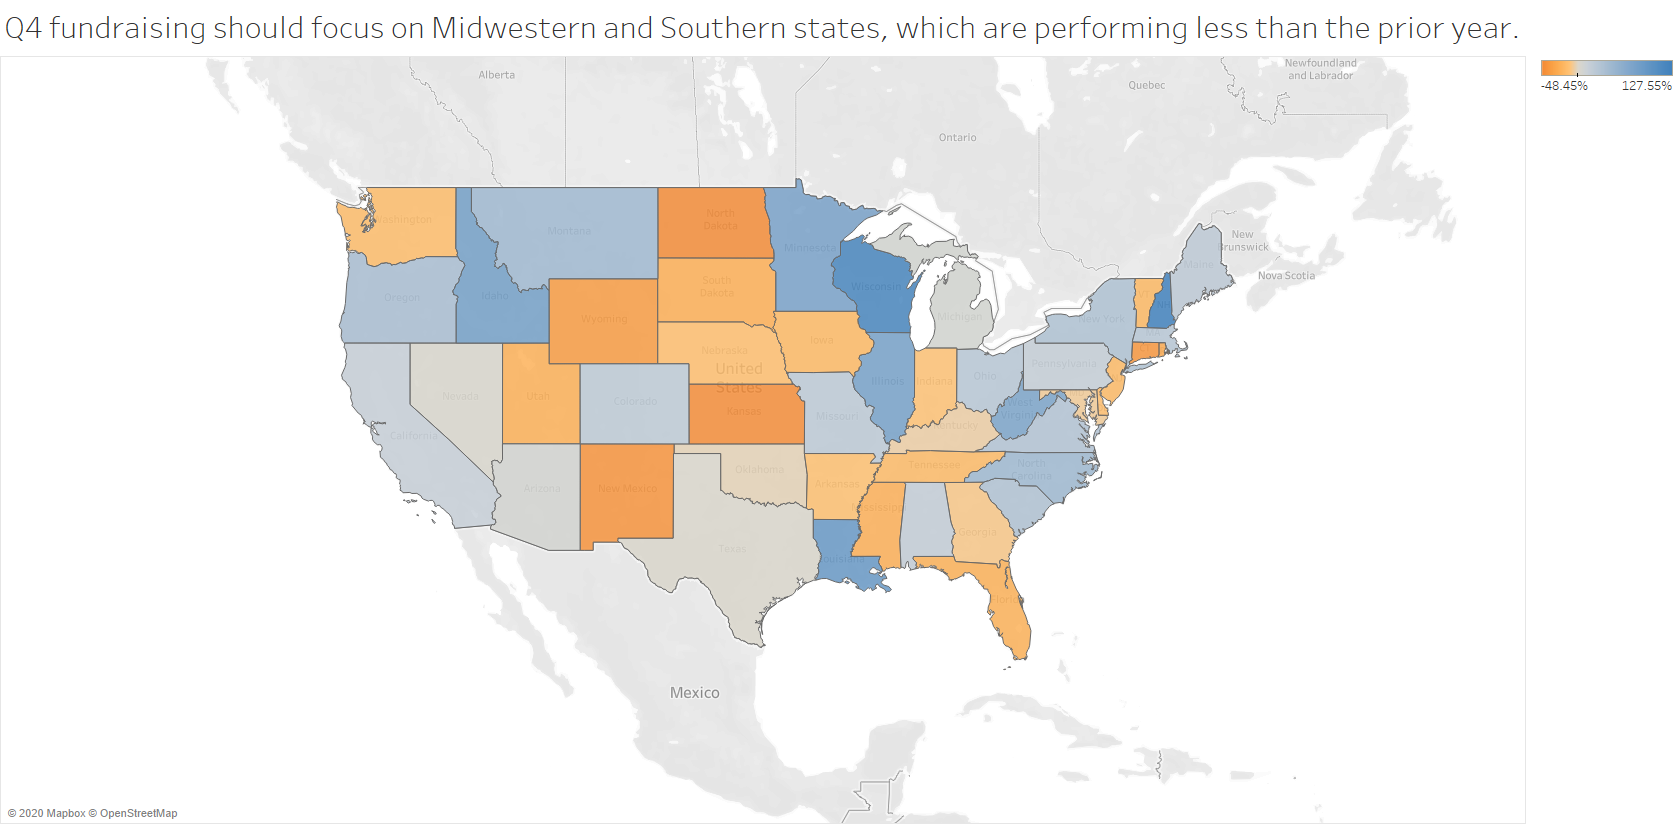 Q4 fundraising should focus on Midwestern and Southern states, which are performing less than the prior year.
-48.45% 127.55%
Alberta
Quebec
Newfoundland
and Labrador
Ontario
Washington
North
Dakota
Montana
Minnesota
New
Brunswick
Maine
Nova Scotia
Oregon
Idaho
South
Dakota
Wisconsin
Wyoming
Michigan
New York
Iowa
Nebraska
United
States
Pennsylvania
Nevada
Utah
Colorado
Illinois
Indiana
Ohio
West
Virginia
Kansas
Missouri
Kentucky
California
Arizona
New Mexico
Oklahoma
Arkansas
Tennessee
North
Carolina
Mississippi
Georgia
Texas
Louisiana
Florida
Mexico
© 2020 Mapbox © OpenStreetMap